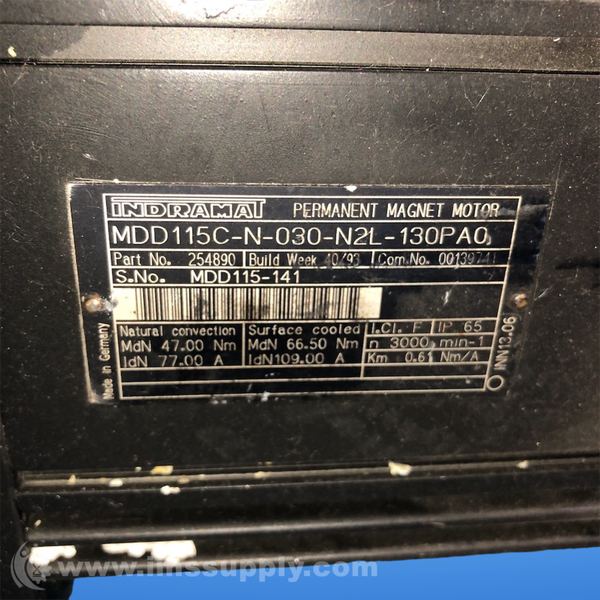 INDRAMAT PERMANENT MAGNET MOTOR
MDD115C-N-030-N2L-130PA0
Part No. 254890 Build Week 40/93 Com.No. 00139741
S.No. MDD115-141
Natural convection Surface cooled I.Cl. F IP 65
MdN 47.00 Nm MdN 66.50 Nm n 3000 min-1
IdN 77.00 A IdN109.00 A Km 0.61 Nm/A
Made in Germany
INN13.06
www.imssupply.com